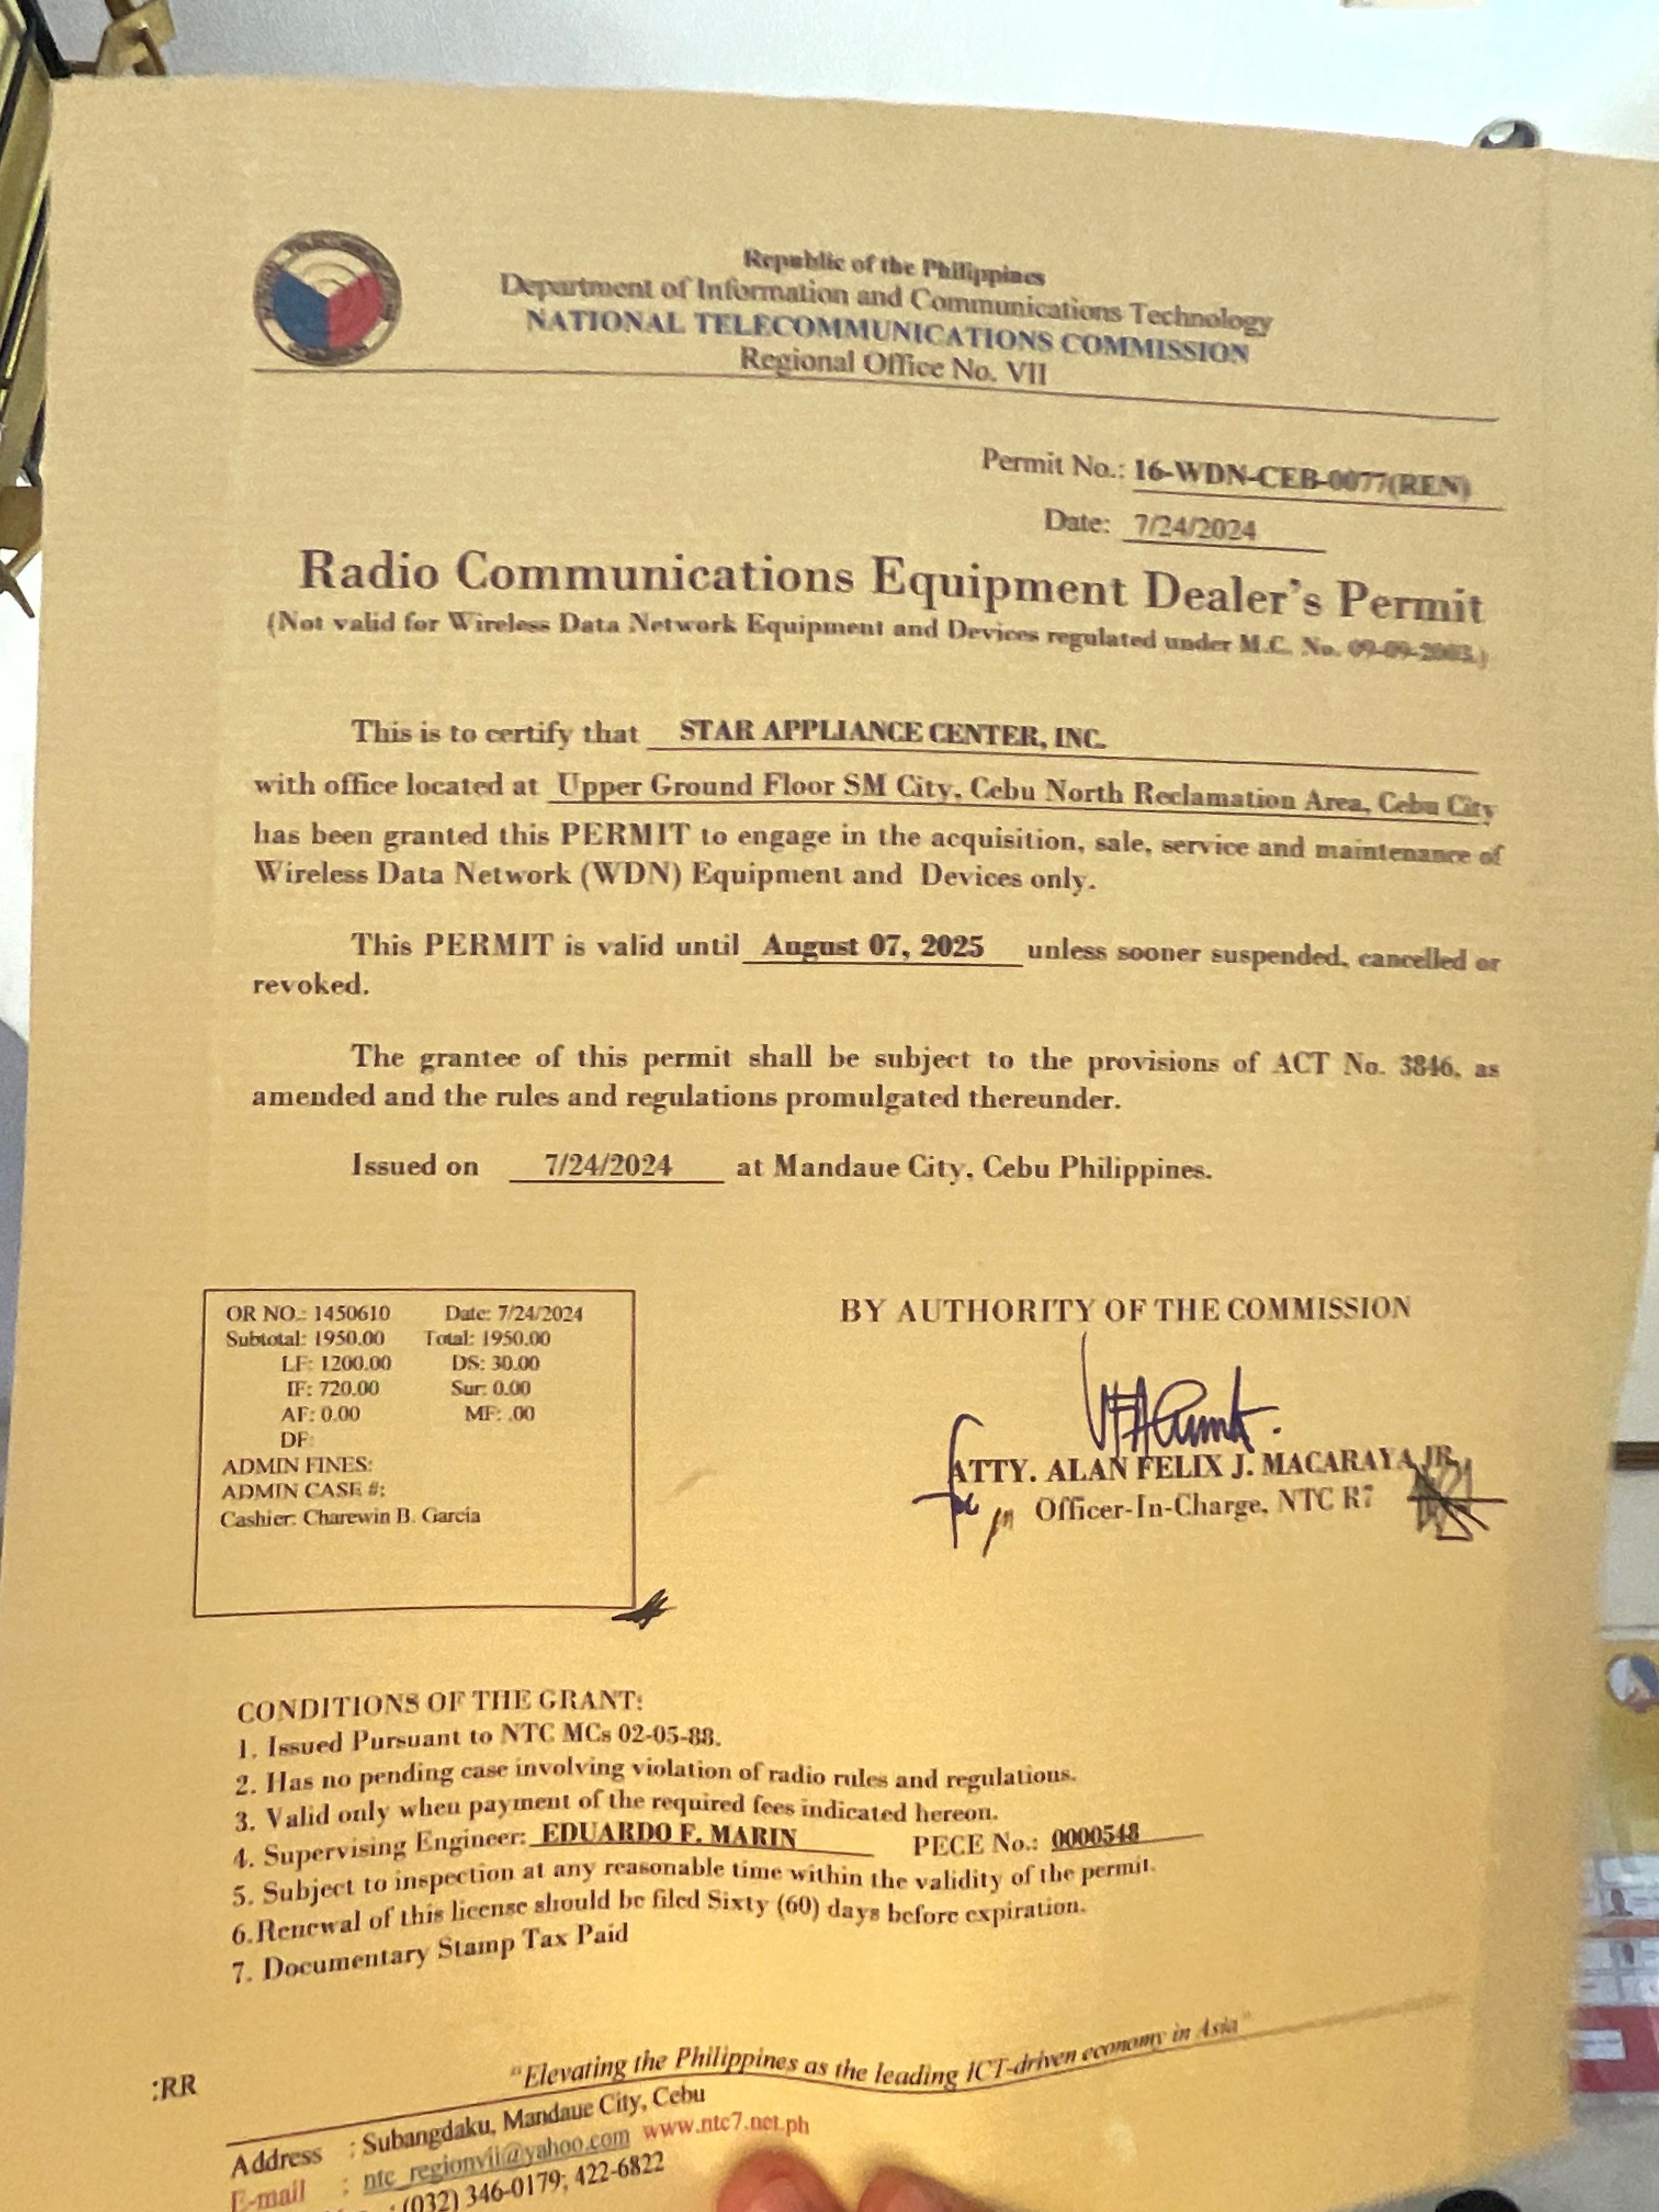 Republic of the Philippines
Department of Information and Communications Technology
NATIONAL TELECOMMUNICATIONS COMMISSION
Regional Office No. VII
Permit No.: 16-WDN-CEB-0077(REN)
Date: 7/24/2024
Radio Communications Equipment Dealer's Permit
(Not valid for Wireless Data Network Equipment and Devices regulated under M.C. No. 09-09-2003.)
This is to certify that STAR APPLIANCE CENTER, INC.
with office located at Upper Ground Floor SM City, Cebu North Reclamation Area, Cebu City
has been granted this PERMIT to engage in the acquisition, sale, service and maintenance of
Wireless Data Network (WDN) Equipment and Devices only.
This PERMIT is valid until August 07, 2025 unless sooner suspended, cancelled or
revoked.
The grantee of this permit shall be subject to the provisions of ACT No. 3846, as
amended and the rules and regulations promulgated thereunder.
Issued on 7/24/2024 at Mandaue City, Cebu Philippines.
OR NO.: 1450610 Date: 7/24/2024
Subtotal: 1950.00 Total: 1950.00
LF: 1200.00 DS: 30.00
IF: 720.00 Sur: 0.00
AF: 0.00 MF: .00
DF:
ADMIN FINES:
ADMIN CASE #:
Cashier: Charewin B. Garcia
BY AUTHORITY OF THE COMMISSION
ATTY. ALAN FELIX J. MACARAYA JR.
Officer-In-Charge, NTC R7
CONDITIONS OF THE GRANT:
1. Issued Pursuant to NTC MCs 02-05-88.
2. Has no pending case involving violation of radio rules and regulations.
3. Valid only when payment of the required fees indicated hereon.
4. Supervising Engineer: EDUARDO F. MARIN PECE No.: 0000548
5. Subject to inspection at any reasonable time within the validity of the permit.
6.Renewal of this license should be filed Sixty (60) days before expiration.
7. Documentary Stamp Tax Paid
:RR
"Elevating the Philippines as the leading ICT-driven economy in Asia"
Address : Subangdaku, Mandaue City, Cebu
E-mail : ntc_regionvii@yahoo.com www.ntc7.net.ph
: (032) 346-0179; 422-6822